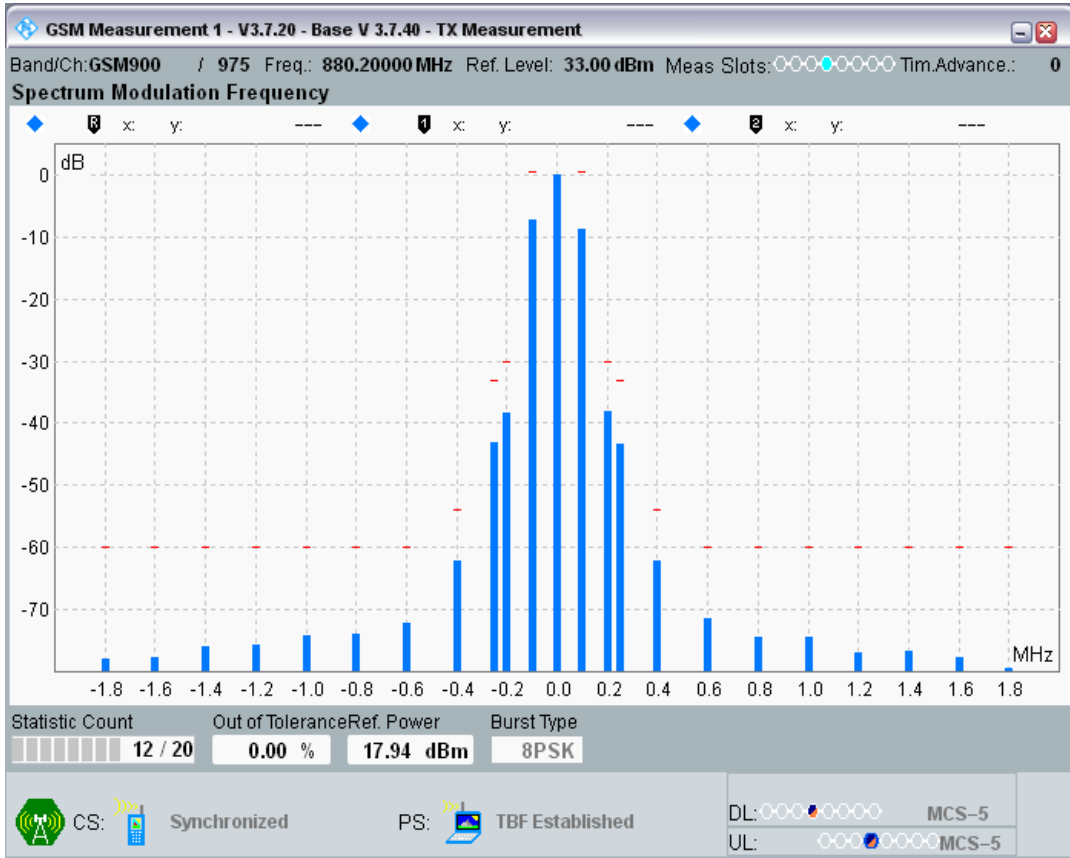 GSM Measurement 1 - V3.7.20 - Base V 3.7.40 - TX Measurement
Band/Ch:GSM900 / 975 Freq.: 880.20000 MHz Ref. Level: 33.00 dBm Meas Slots: Tim.Advance.: 0
Spectrum Modulation Frequency
R x: y: --- 1 x: y: --- 2 x: y: ---
dB
0
-10
-20
-30
-40
-50
-60
-70
MHz
-1.8 -1.6 -1.4 -1.2 -1.0 -0.8 -0.6 -0.4 -0.2 0.0 0.2 0.4 0.6 0.8 1.0 1.2 1.4 1.6 1.8
Statistic Count Out of Tolerance Ref. Power Burst Type
12 / 20 0.00 % 17.94 dBm 8PSK
CS: Synchronized PS: TBF Established
DL: MCS-5
UL: MCS-5